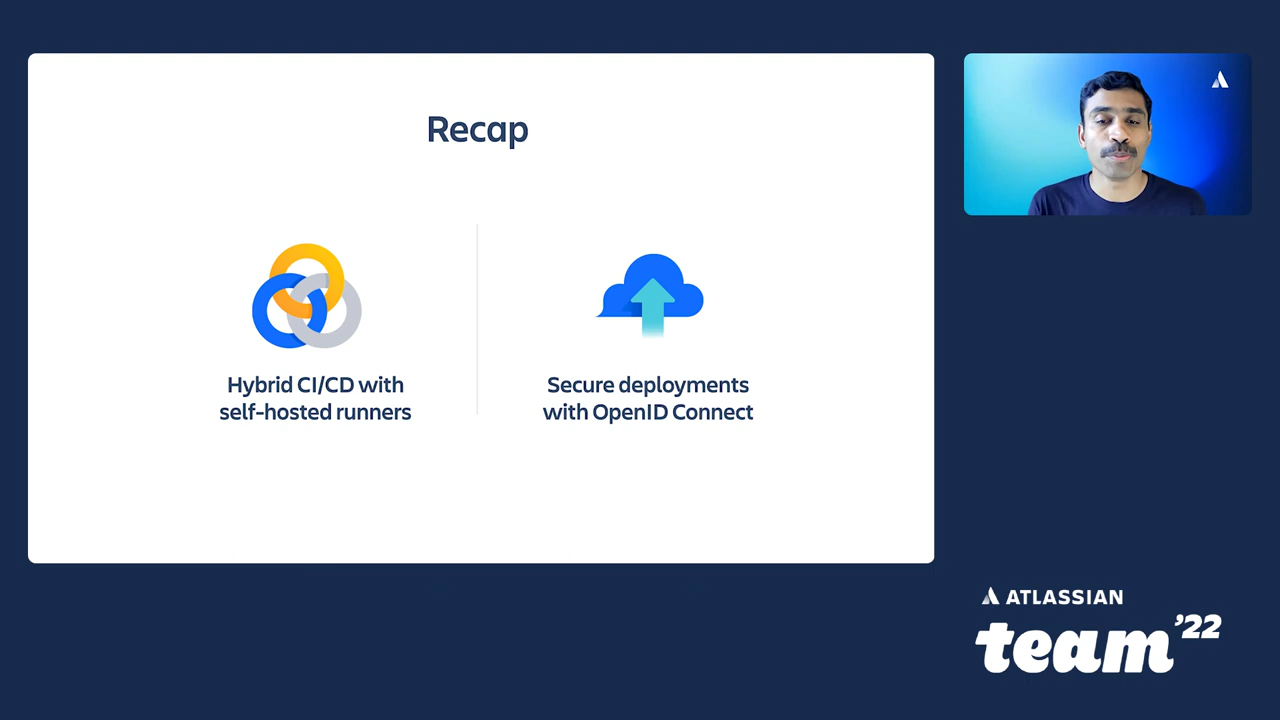 Recap
Hybrid CI/CD with
self-hosted runners
Secure deployments
with OpenID Connect
ATLASSIAN
team '22